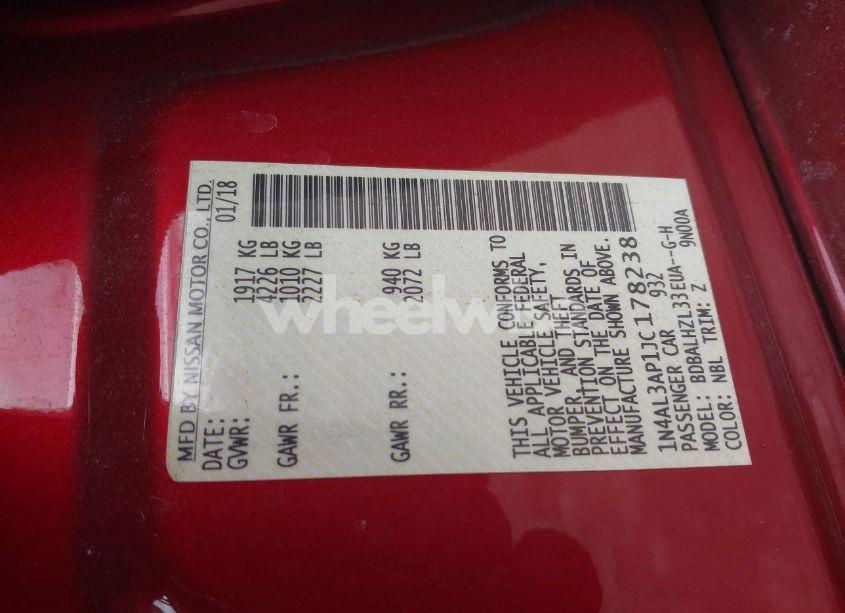 MFD BY NISSAN MOTOR CO., LTD.
DATE: 01/18
GVWR: 1917 KG
4226 LB
GAWR FR.: 1010 KG
2227 LB
GAWR RR.: 940 KG
2072 LB
THIS VEHICLE CONFORMS TO
ALL APPLICABLE FEDERAL
MOTOR VEHICLE SAFETY,
BUMPER, AND THEFT
PREVENTION STANDARDS IN
EFFECT ON THE DATE OF
MANUFACTURE SHOWN ABOVE.
1N4AL3AP1JC178238
PASSENGER CAR 932
MODEL: BDBALHZL33EUA--G-H
COLOR: NBL TRIM: Z 9N00A